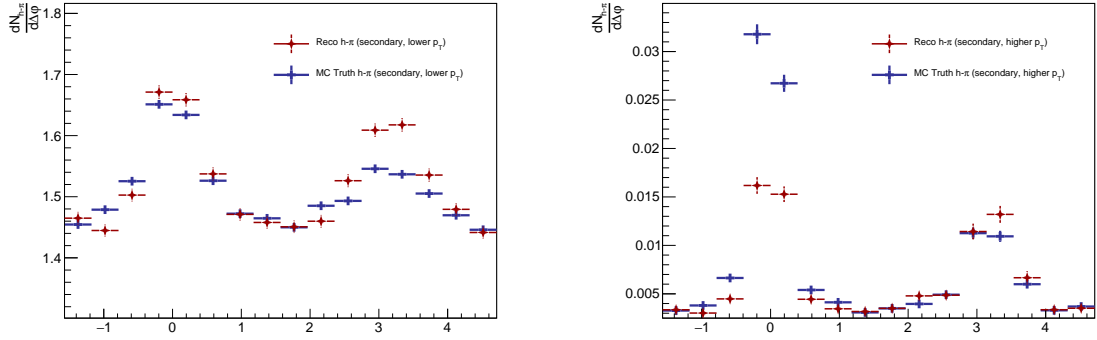 dN_{h-π}
dΔφ
1.8
1.7
1.6
1.5
1.4
Reco h-π (secondary, lower p_T)
MC Truth h-π (secondary, lower p_T)
−1 0 1 2 3 4
dN_{h-π}
dΔφ
0.03
0.025
0.02
0.015
0.01
0.005
Reco h-π (secondary, higher p_T)
MC Truth h-π (secondary, higher p_T)
−1 0 1 2 3 4